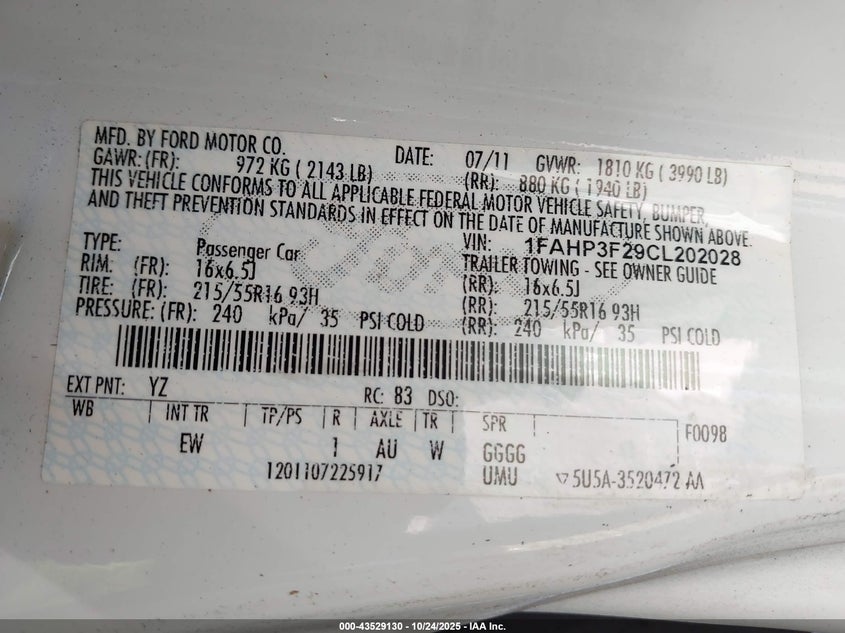 MFD. BY FORD MOTOR CO. DATE: 07/11 GVWR: 1810 KG ( 3990 LB)
GAWR: (FR): 972 KG ( 2143 LB) (RR): 880 KG ( 1940 LB)
THIS VEHICLE CONFORMS TO ALL APPLICABLE FEDERAL MOTOR VEHICLE SAFETY, BUMPER,
AND THEFT PREVENTION STANDARDS IN EFFECT ON THE DATE OF MANUFACTURE SHOWN ABOVE.
VIN: 1FAHP3F29CL202028
TYPE: Passenger Car TRAILER TOWING - SEE OWNER GUIDE
RIM: (FR): 16x6.5J (RR): 16x6.5J
TIRE: (FR): 215/55R16 93H (RR): 215/55R16 93H
PRESSURE: (FR): 240 kPa/ 35 PSI COLD (RR): 240 kPa/ 35 PSI COLD
EXT PNT: YZ RC: 83 DSO:
WB INT TR TP/PS R AXLE TR SPR F0098
EW 1 AU W GGGG
1201107225917 UMU ▽5U5A-3520472 AA
000-43529130 - 10/24/2025 - IAA Inc.